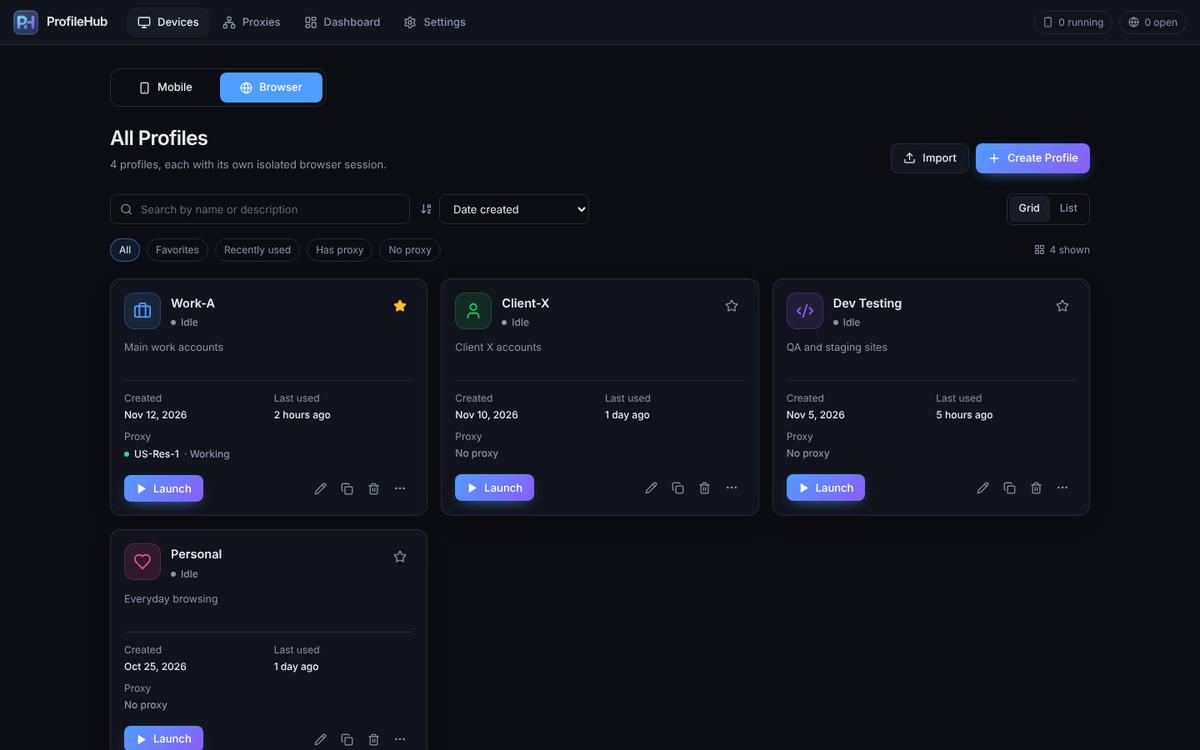 PH ProfileHub Devices Proxies Dashboard Settings 0 running 0 open
Mobile Browser
All Profiles
4 profiles, each with its own isolated browser session.
Import Create Profile
Search by name or description Date created Grid List
All Favorites Recently used Has proxy No proxy 4 shown
Work-A
Idle
Main work accounts
Created Last used
Nov 12, 2026 2 hours ago
Proxy
US-Res-1 · Working
Launch
Client-X
Idle
Client X accounts
Created Last used
Nov 10, 2026 1 day ago
Proxy
No proxy
Launch
Dev Testing
Idle
QA and staging sites
Created Last used
Nov 5, 2026 5 hours ago
Proxy
No proxy
Launch
Personal
Idle
Everyday browsing
Created Last used
Oct 25, 2026 1 day ago
Proxy
No proxy
Launch